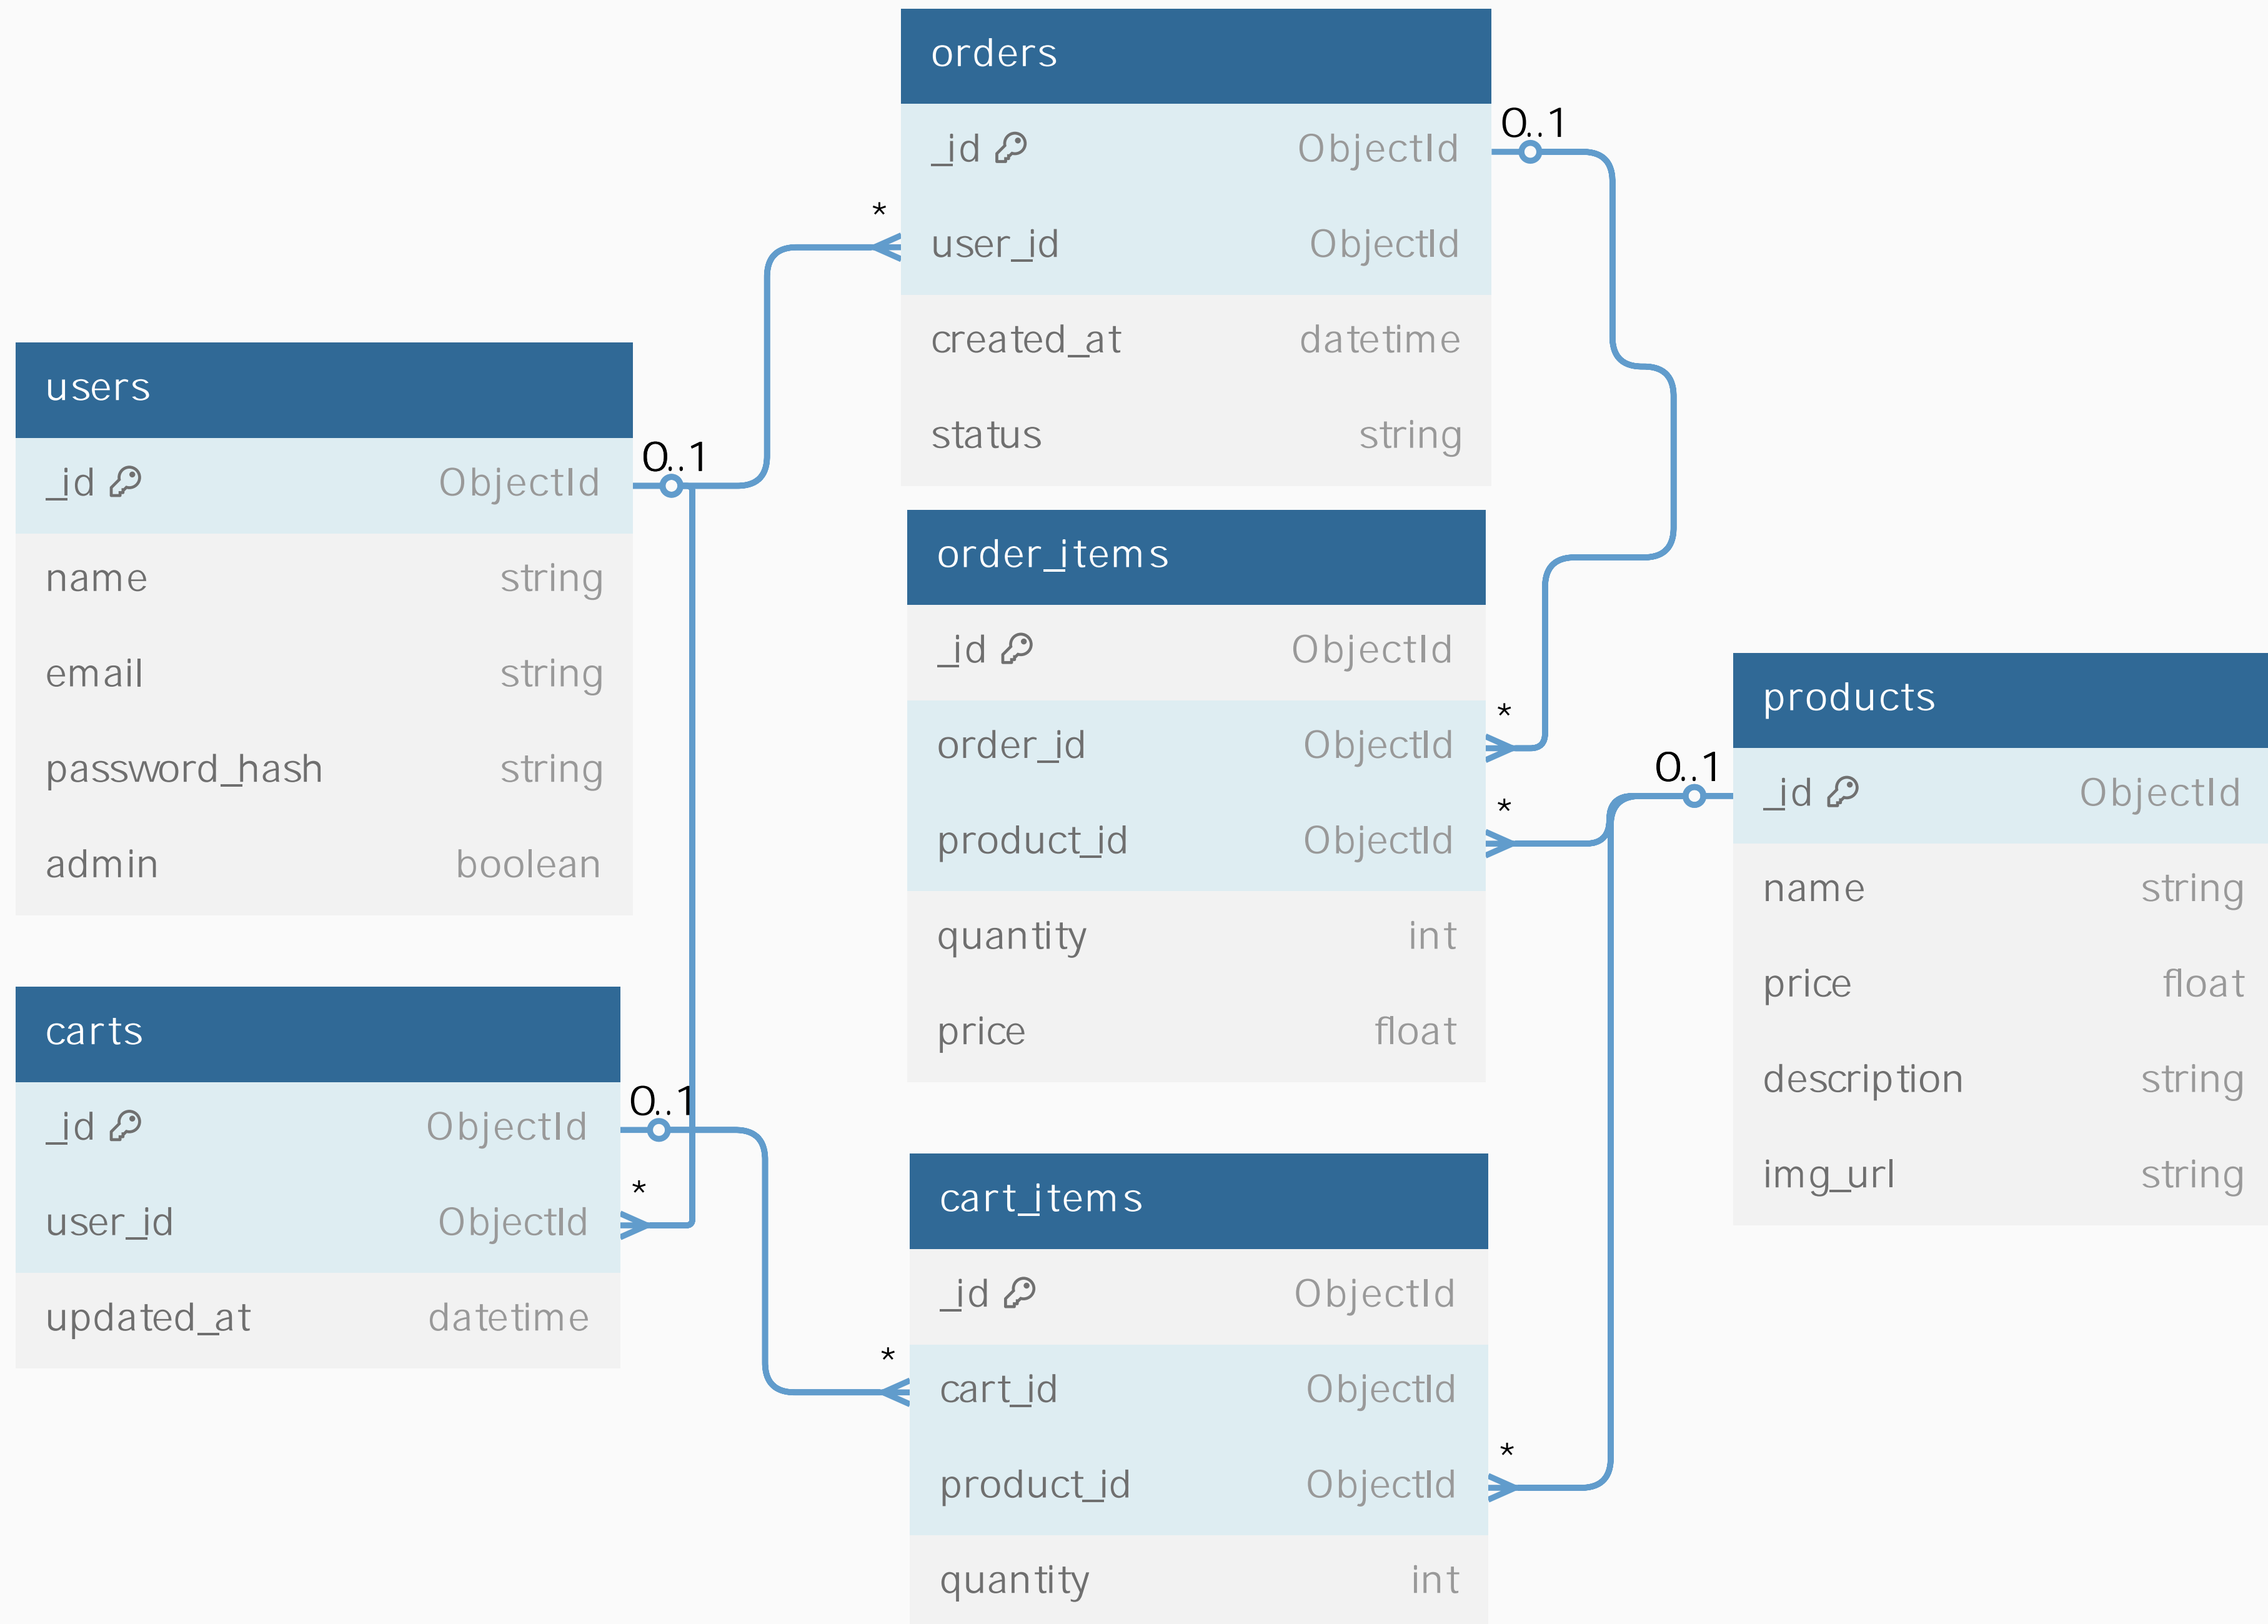 orders
_id ObjectId
user_id ObjectId
created_at datetime
status string
0..1
*
users
_id ObjectId
name string
email string
password_hash string
admin boolean
0..1
order_items
_id ObjectId
order_id ObjectId
product_id ObjectId
quantity int
price float
*
*
products
_id ObjectId
name string
price float
description string
img_url string
0..1
carts
_id ObjectId
user_id ObjectId
updated_at datetime
0..1
*
cart_items
_id ObjectId
cart_id ObjectId
product_id ObjectId
quantity int
*
*